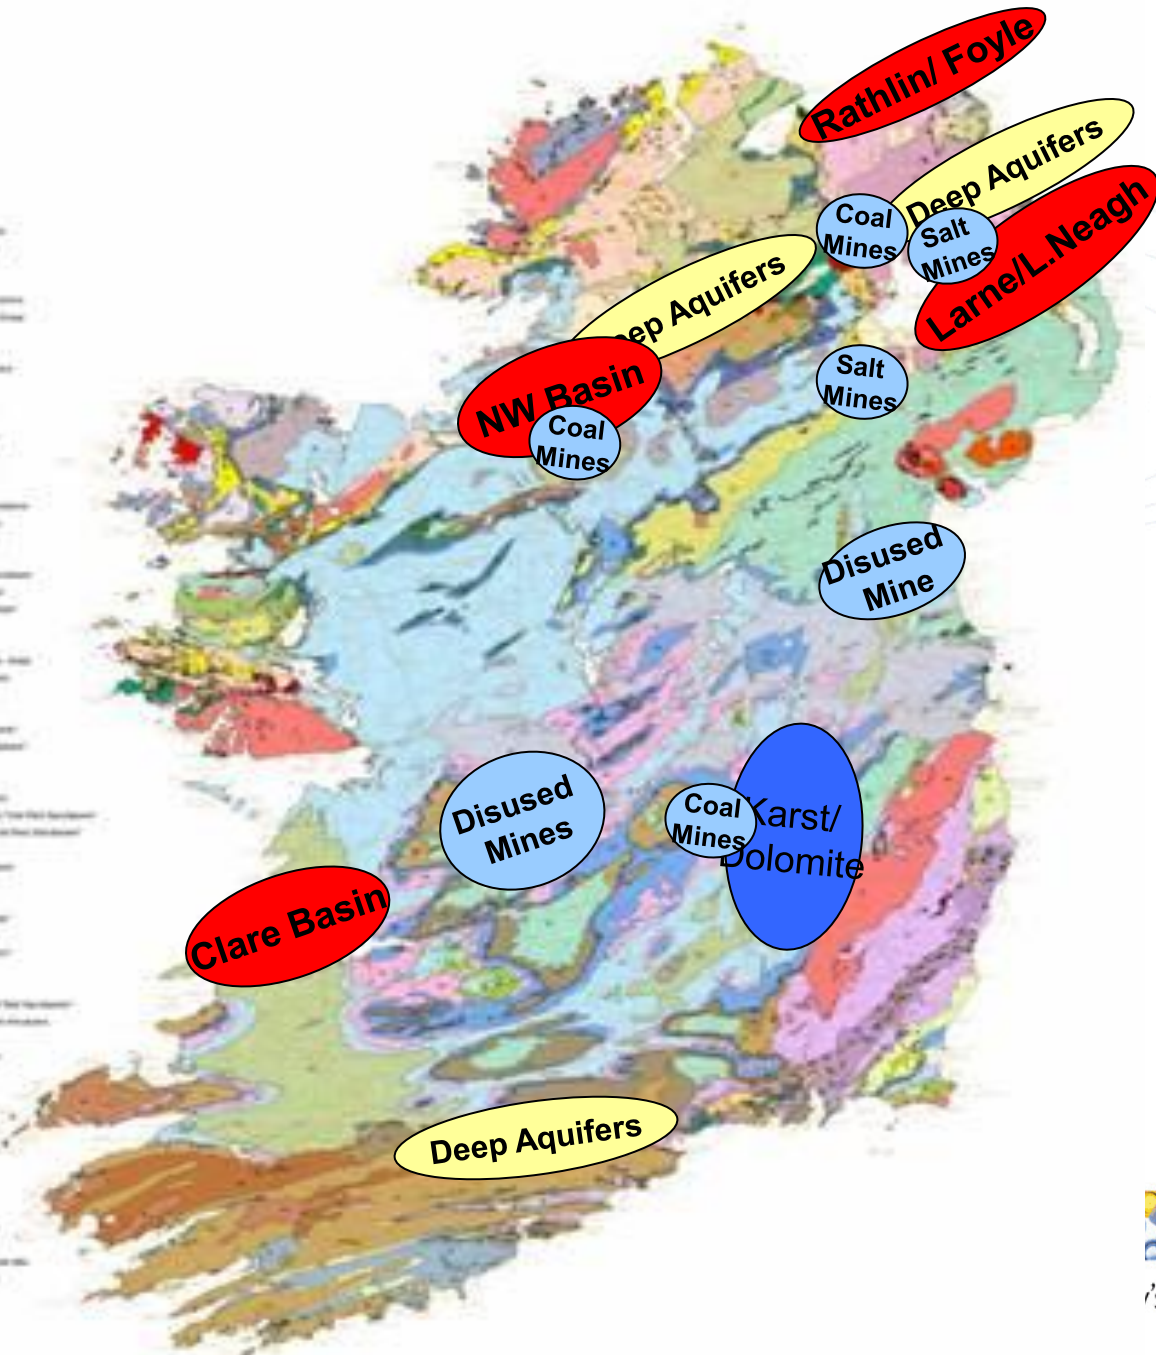 Rathlin/ Foyle
Deep Aquifers
Coal
Mines
Salt
Mines
Larne/L.Neagh
eep Aquifers
NW Basin
Coal
Mines
Salt
Mines
Disused
Mine
Disused
Mines
Coal
Mines
Karst/
Dolomite
Clare Basin
Deep Aquifers